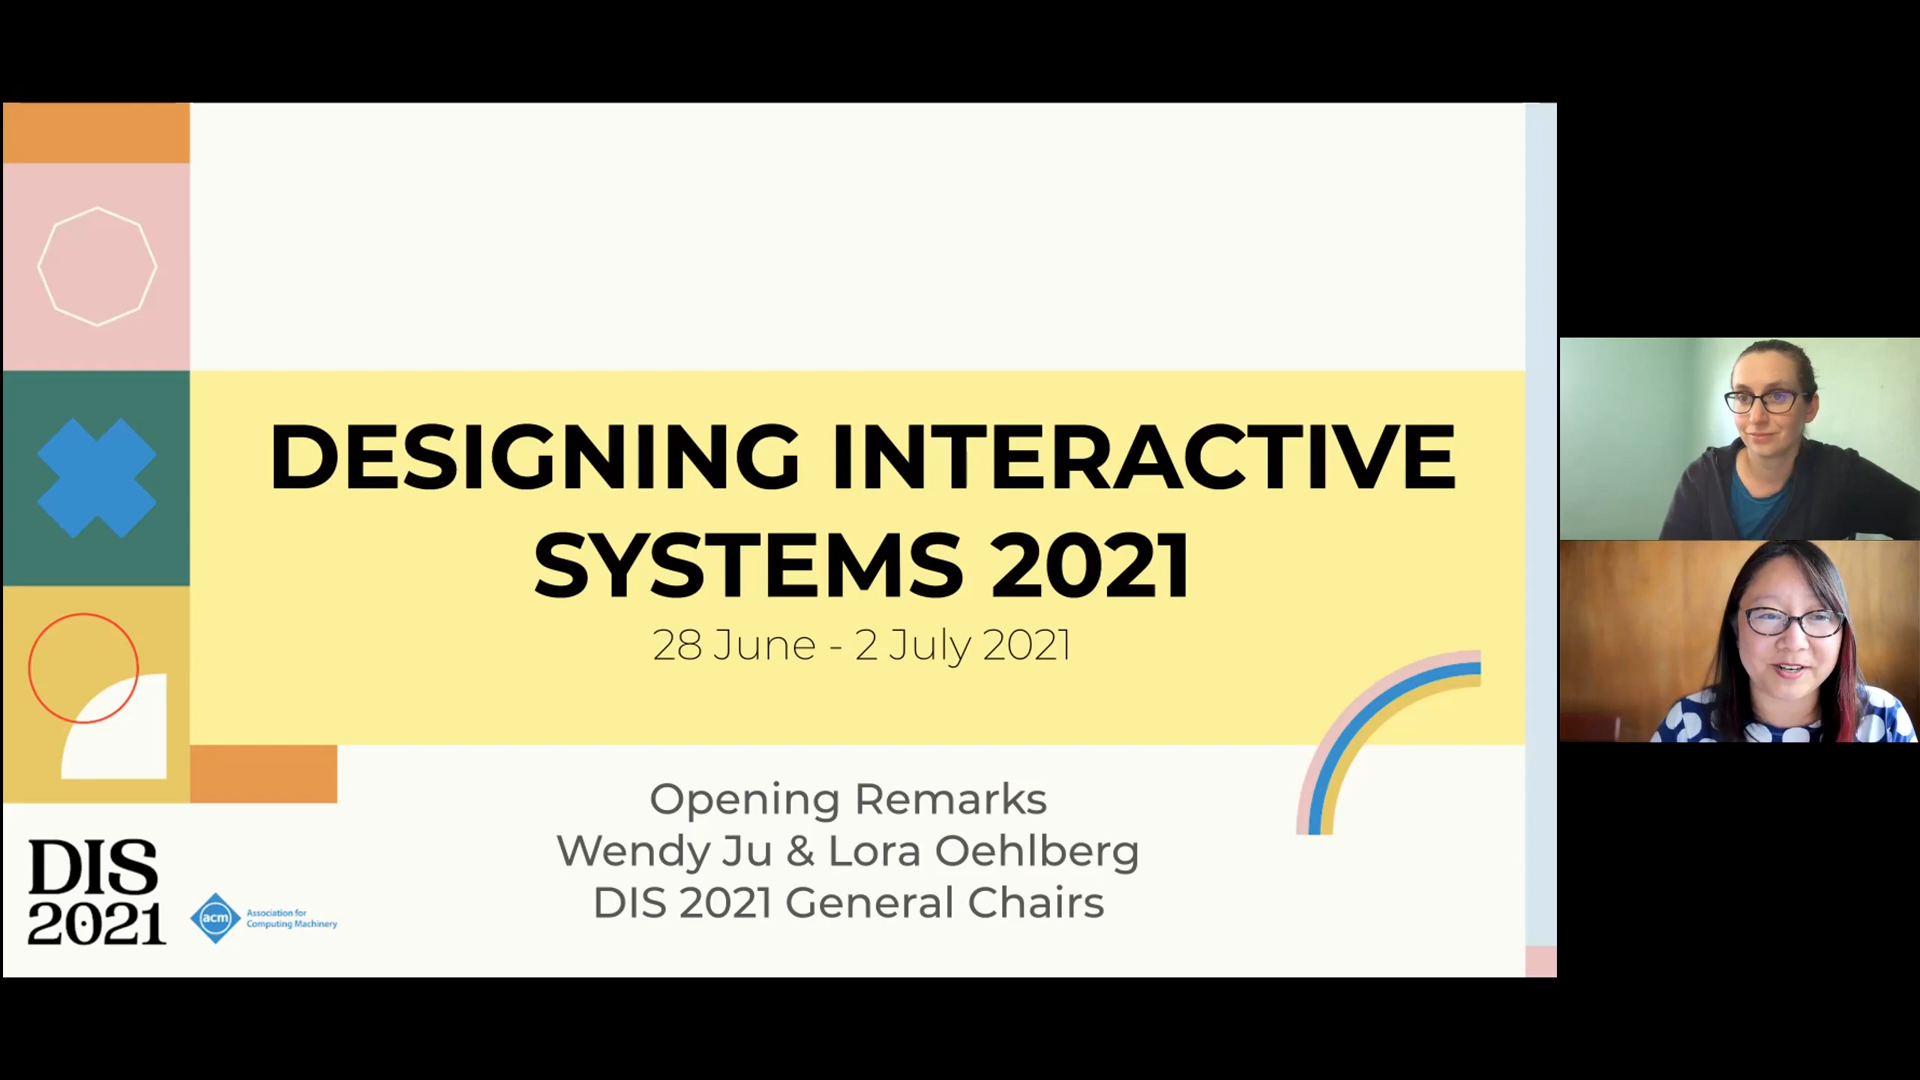 DESIGNING INTERACTIVE
SYSTEMS 2021
28 June - 2 July 2021
Opening Remarks
Wendy Ju & Lora Oehlberg
DIS 2021 General Chairs
DIS
2021
acm
Association for
Computing Machinery